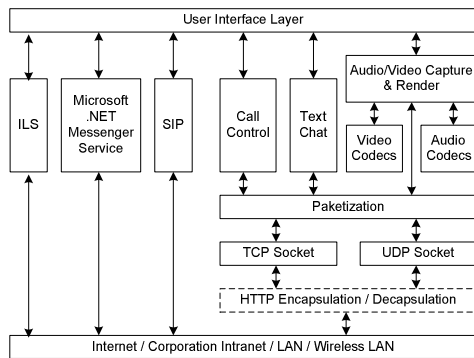 User Interface Layer
ILS
Microsoft
.NET
Messenger
Service
SIP
Call
Control
Text
Chat
Audio/Video Capture
& Render
Video
Codecs
Audio
Codecs
Paketization
TCP Socket
UDP Socket
HTTP Encapsulation / Decapsulation
Internet / Corporation Intranet / LAN / Wireless LAN